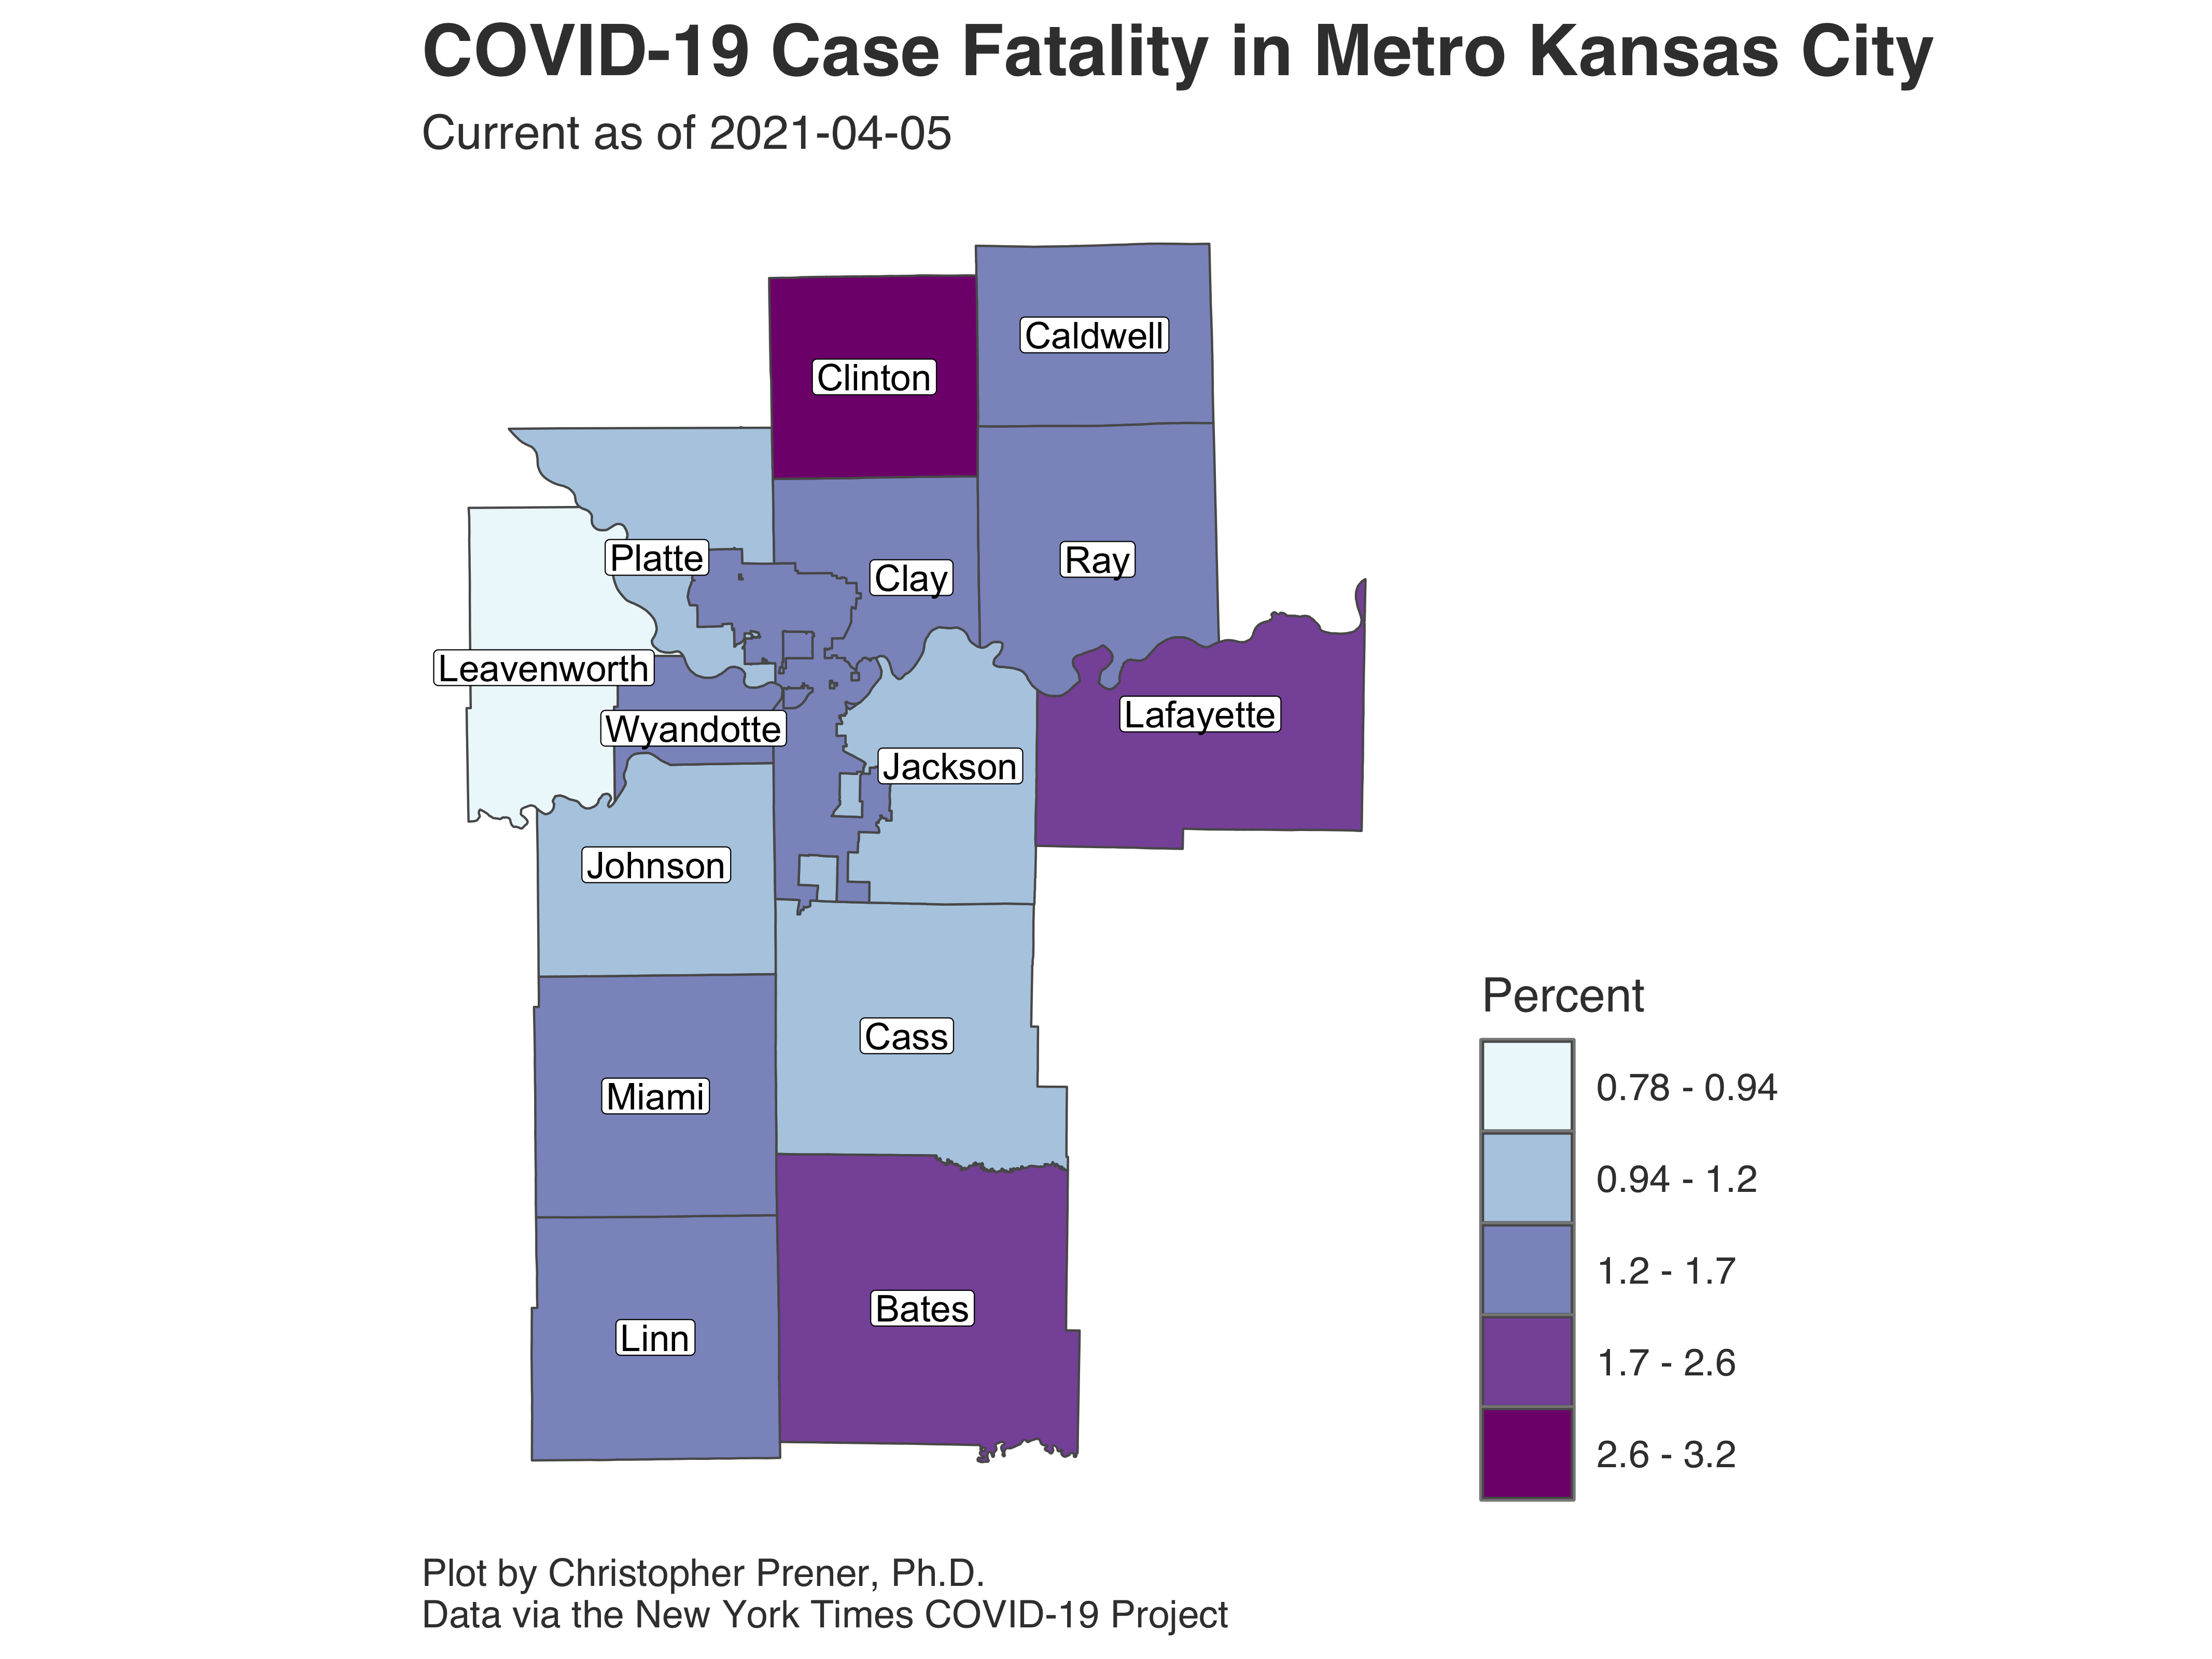 COVID-19 Case Fatality in Metro Kansas City
Current as of 2021-04-05
Caldwell
Clinton
Platte
Clay
Ray
Leavenworth
Lafayette
Wyandotte
Jackson
Johnson
Cass
Miami
Bates
Linn
Percent
0.78 - 0.94
0.94 - 1.2
1.2 - 1.7
1.7 - 2.6
2.6 - 3.2
Plot by Christopher Prener, Ph.D.
Data via the New York Times COVID-19 Project